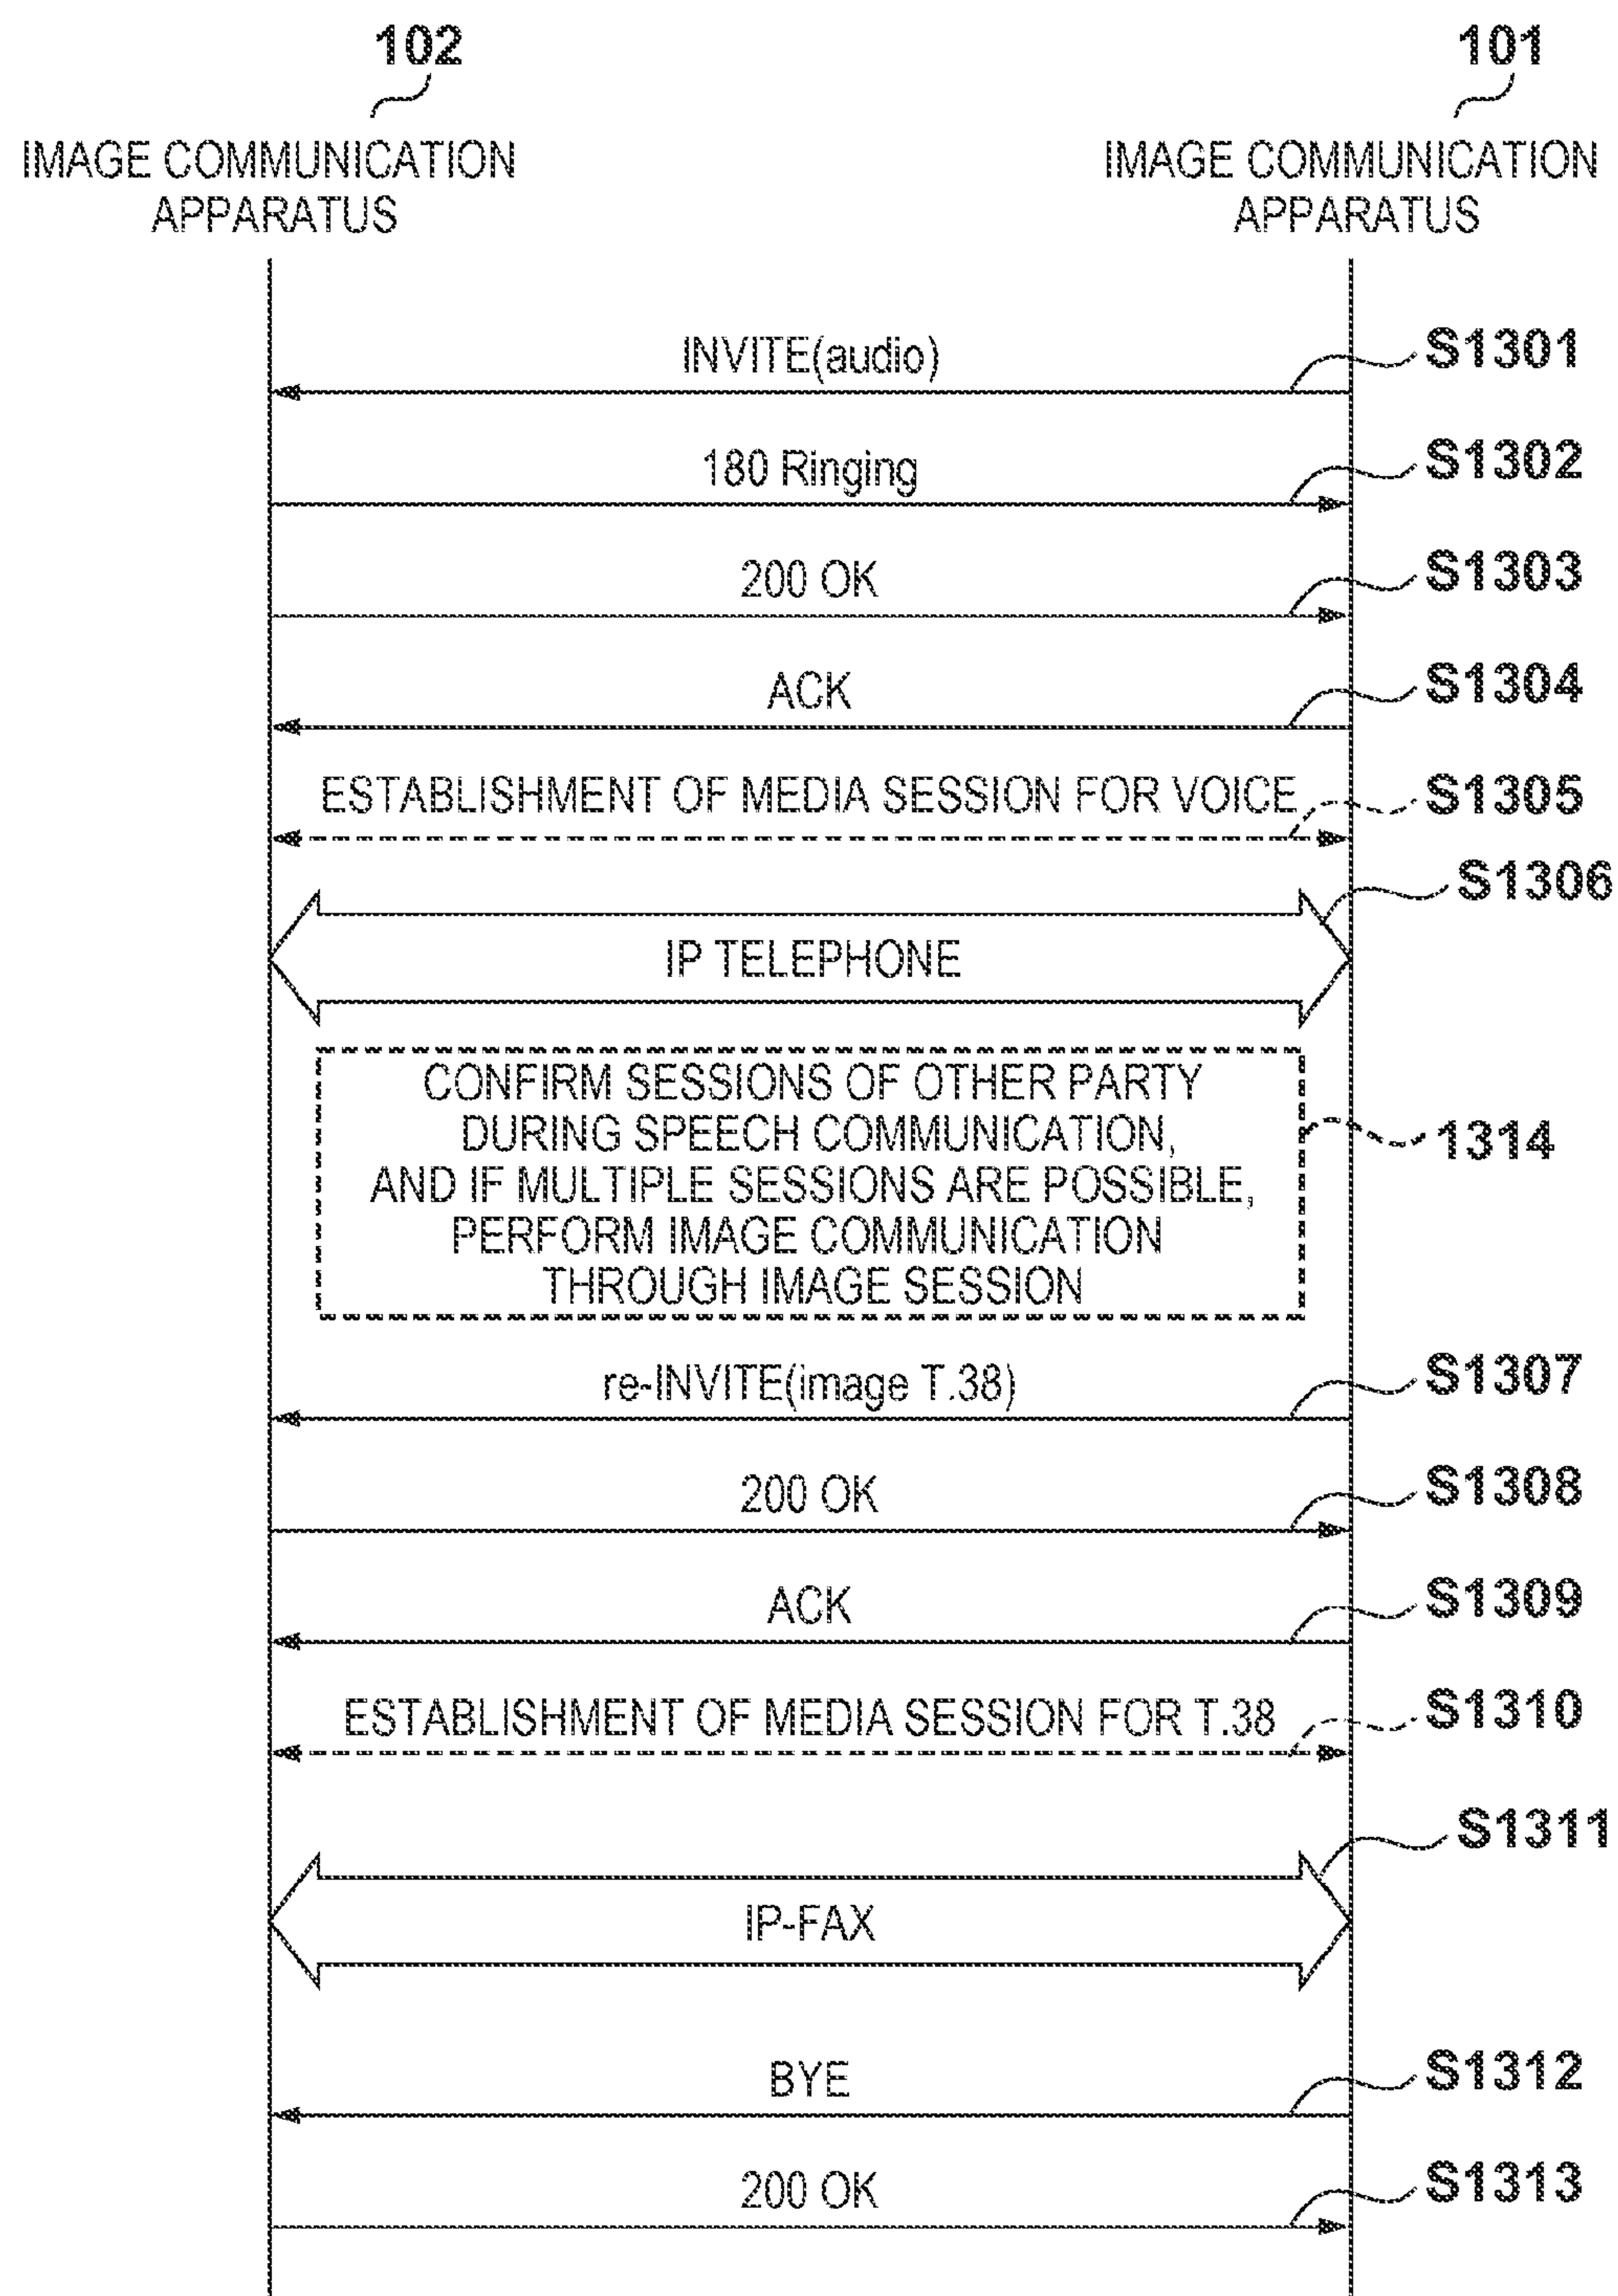 102
101
IMAGE COMMUNICATION
APPARATUS
IMAGE COMMUNICATION
APPARATUS
INVITE(audio)
S1301
180 Ringing
S1302
200 OK
S1303
ACK
S1304
ESTABLISHMENT OF MEDIA SESSION FOR VOICE
S1305
S1306
IP TELEPHONE
CONFIRM SESSIONS OF OTHER PARTY
DURING SPEECH COMMUNICATION,
AND IF MULTIPLE SESSIONS ARE POSSIBLE,
PERFORM IMAGE COMMUNICATION
THROUGH IMAGE SESSION
1314
re-INVITE(image T.38)
S1307
200 OK
S1308
ACK
S1309
ESTABLISHMENT OF MEDIA SESSION FOR T.38
S1310
S1311
IP-FAX
BYE
S1312
200 OK
S1313